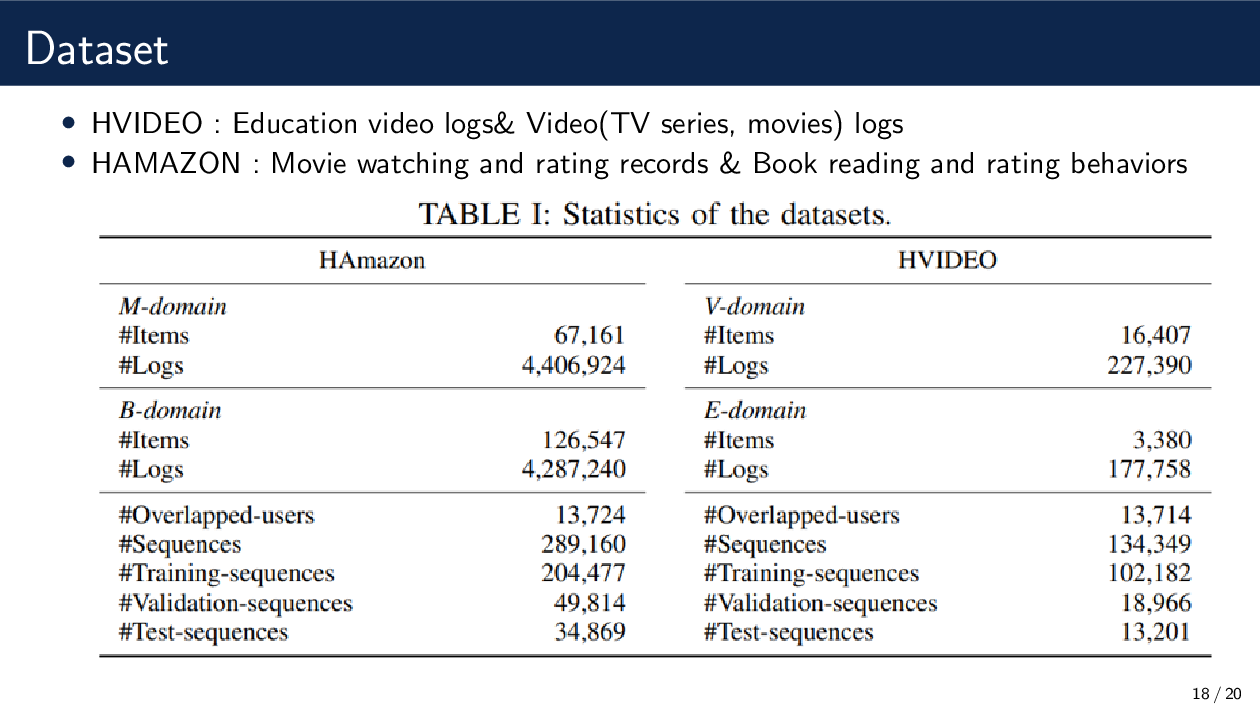 Dataset
• HVIDEO : Education video logs& Video(TV series, movies) logs
• HAMAZON : Movie watching and rating records & Book reading and rating behaviors
TABLE I: Statistics of the datasets.
HAmazon HVIDEO
M-domain V-domain
#Items 67,161 #Items 16,407
#Logs 4,406,924 #Logs 227,390
B-domain E-domain
#Items 126,547 #Items 3,380
#Logs 4,287,240 #Logs 177,758
#Overlapped-users 13,724 #Overlapped-users 13,714
#Sequences 289,160 #Sequences 134,349
#Training-sequences 204,477 #Training-sequences 102,182
#Validation-sequences 49,814 #Validation-sequences 18,966
#Test-sequences 34,869 #Test-sequences 13,201
18 / 20